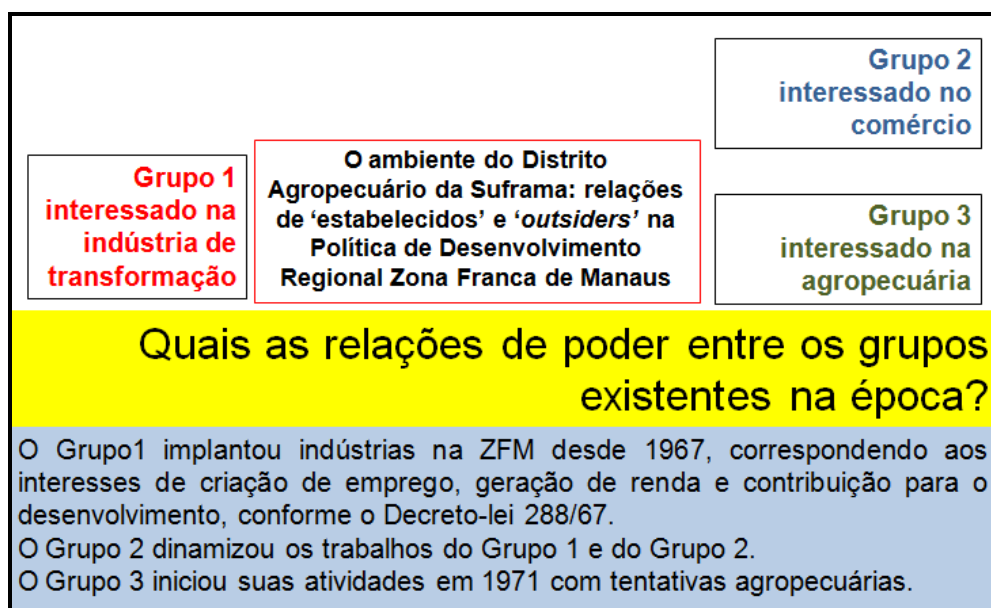 Grupo 2
interessado no
comércio
Grupo 1
interessado na
indústria de
transformação
O ambiente do Distrito
Agropecuário da Suframa: relações
de ‘estabelecidos’ e ‘outsiders’ na
Política de Desenvolvimento
Regional Zona Franca de Manaus
Grupo 3
interessado na
agropecuária
Quais as relações de poder entre os grupos
existentes na época?
O Grupo1 implantou indústrias na ZFM desde 1967, correspondendo aos
interesses de criação de emprego, geração de renda e contribuição para o
desenvolvimento, conforme o Decreto-lei 288/67.
O Grupo 2 dinamizou os trabalhos do Grupo 1 e do Grupo 2.
O Grupo 3 iniciou suas atividades em 1971 com tentativas agropecuárias.